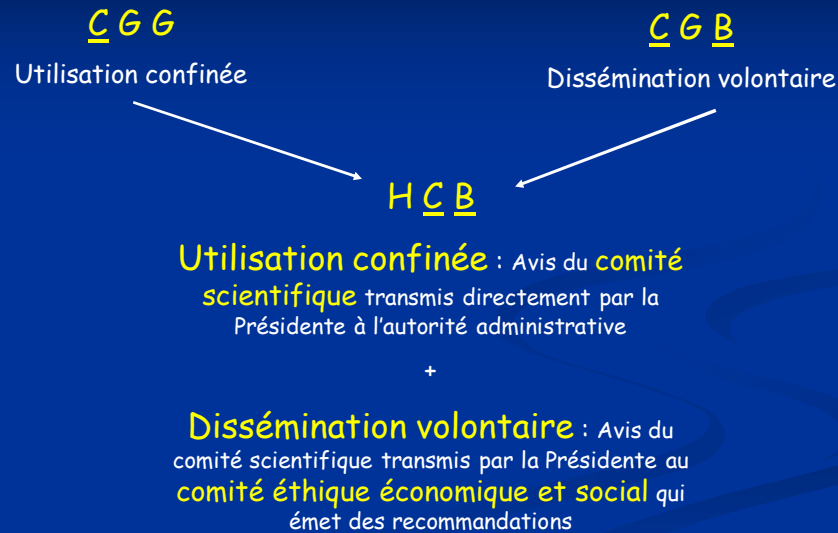 C G G
C G B
Utilisation confinée
Dissémination volontaire
H C B
Utilisation confinée : Avis du comité
scientifique transmis directement par la
Présidente à l'autorité administrative
+
Dissémination volontaire : Avis du
comité scientifique transmis par la Présidente au
comité éthique économique et social qui
émet des recommandations